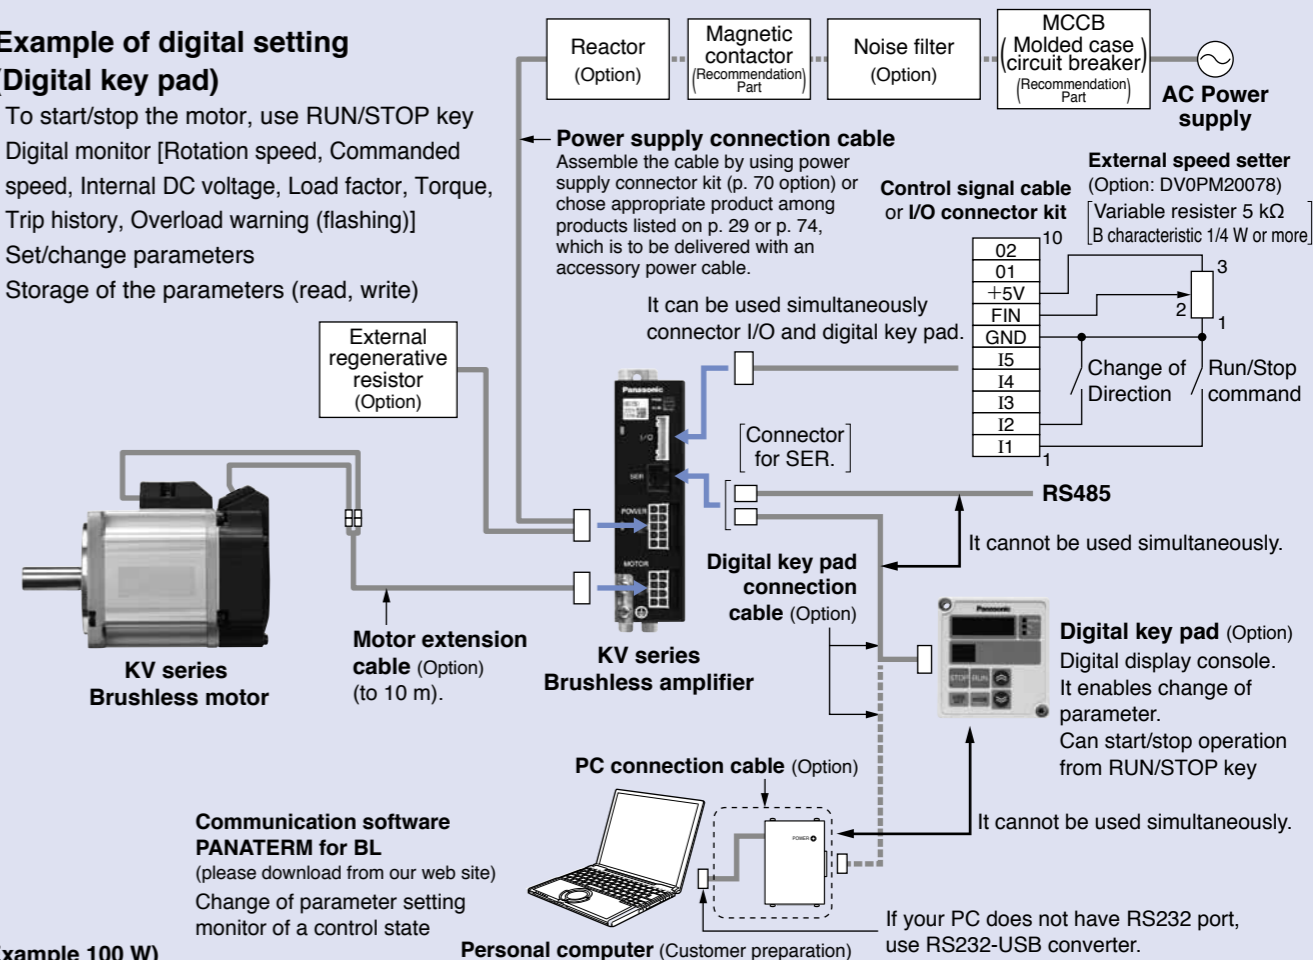 Example of digital setting
(Digital key pad)
To start/stop the motor, use RUN/STOP key
Digital monitor [Rotation speed, Commanded
speed, Internal DC voltage, Load factor, Torque,
Trip history, Overload warning (flashing)]
Set/change parameters
Storage of the parameters (read, write)
Reactor
(Option)
Magnetic
contactor
(Recommendation
Part)
Noise filter
(Option)
MCCB
(Molded case
circuit breaker)
(Recommendation
Part)
AC Power
supply
Power supply connection cable
Assemble the cable by using power
supply connector kit (p. 70 option) or
chose appropriate product among
products listed on p. 29 or p. 74,
which is to be delivered with an
accessory power cable.
Control signal cable
or I/O connector kit
External speed setter
(Option: DV0PM20078)
[Variable resister 5 kΩ
B characteristic 1/4 W or more]
10
02
01
+5V
FIN
GND
I5
I4
I3
I2
I1
1
3
2
1
Change of
Direction
Run/Stop
command
It can be used simultaneously
connector I/O and digital key pad.
External
regenerative
resistor
(Option)
Panasonic
I/O
SER
POWER
MOTOR
[Connector
for SER.]
RS485
It cannot be used simultaneously.
Digital key pad
connection
cable (Option)
Motor extension
cable (Option)
(to 10 m).
KV series
Brushless motor
KV series
Brushless amplifier
Panasonic
STOP RUN
Digital key pad (Option)
Digital display console.
It enables change of
parameter.
Can start/stop operation
from RUN/STOP key
PC connection cable (Option)
POWER
It cannot be used simultaneously.
Communication software
PANATERM for BL
(please download from our web site)
Change of parameter setting
monitor of a control state
Personal computer (Customer preparation)
If your PC does not have RS232 port,
use RS232-USB converter.
Example 100 W)